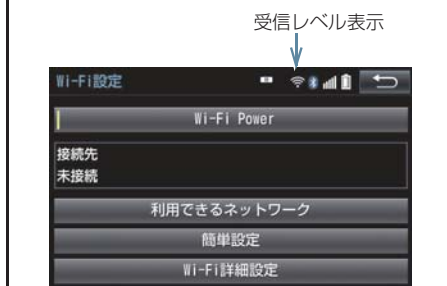 受信レベル表示
Wi-Fi設定
Wi-Fi Power
接続先
未接続
利用できるネットワーク
簡単設定
Wi-Fi詳細設定